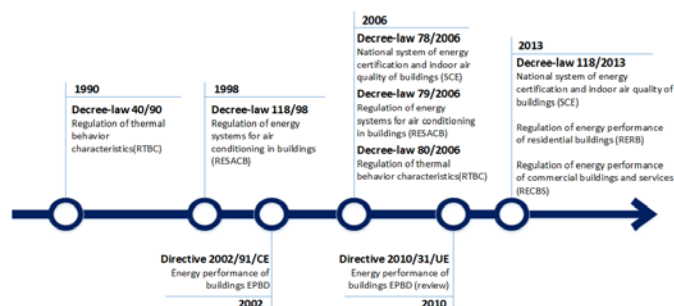 1990
Decree-law 40/90
Regulation of thermal
behavior
characteristics(RTBC)
1998
Decree-law 118/98
Regulation of energy
systems for air
conditioning in buildings
(RESACB)
2006
Decree-law 78/2006
National system of energy
certification and indoor air
quality of buildings (SCE)
Decree-law 79/2006
Regulation of energy
systems for air conditioning
in buildings (RESACB)
Decree-law 80/2006
Regulation of thermal
behavior characteristics(RTBC)
2013
Decree-law 118/2013
National system of energy
certification and indoor air quality of
buildings (SCE)
Regulation of energy performance
of residential buildings (RERB)
Regulation of energy performance
of commercial buildings and services
(RECBS)
Directive 2002/91/CE
Energy performance of
buildings EPBD
2002
Directive 2010/31/UE
Energy performance of
buildings EPBD (review)
2010